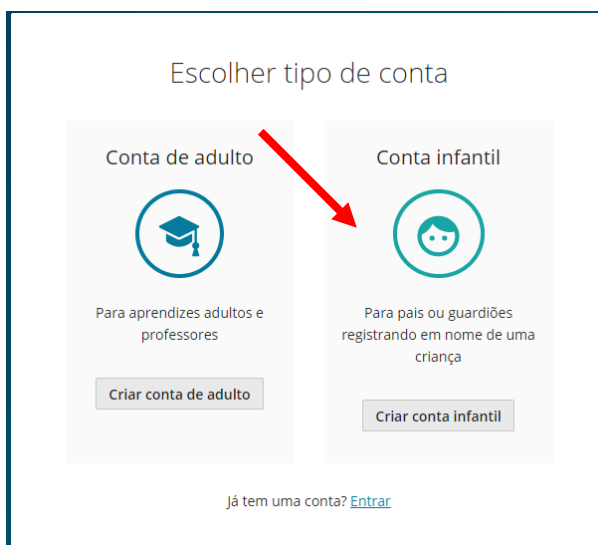 Escolher tipo de conta
Conta de adulto
Para aprendizes adultos e
professores
Criar conta de adulto
Conta infantil
Para pais ou guardiões
registrando em nome de uma
criança
Criar conta infantil
Já tem uma conta? Entrar